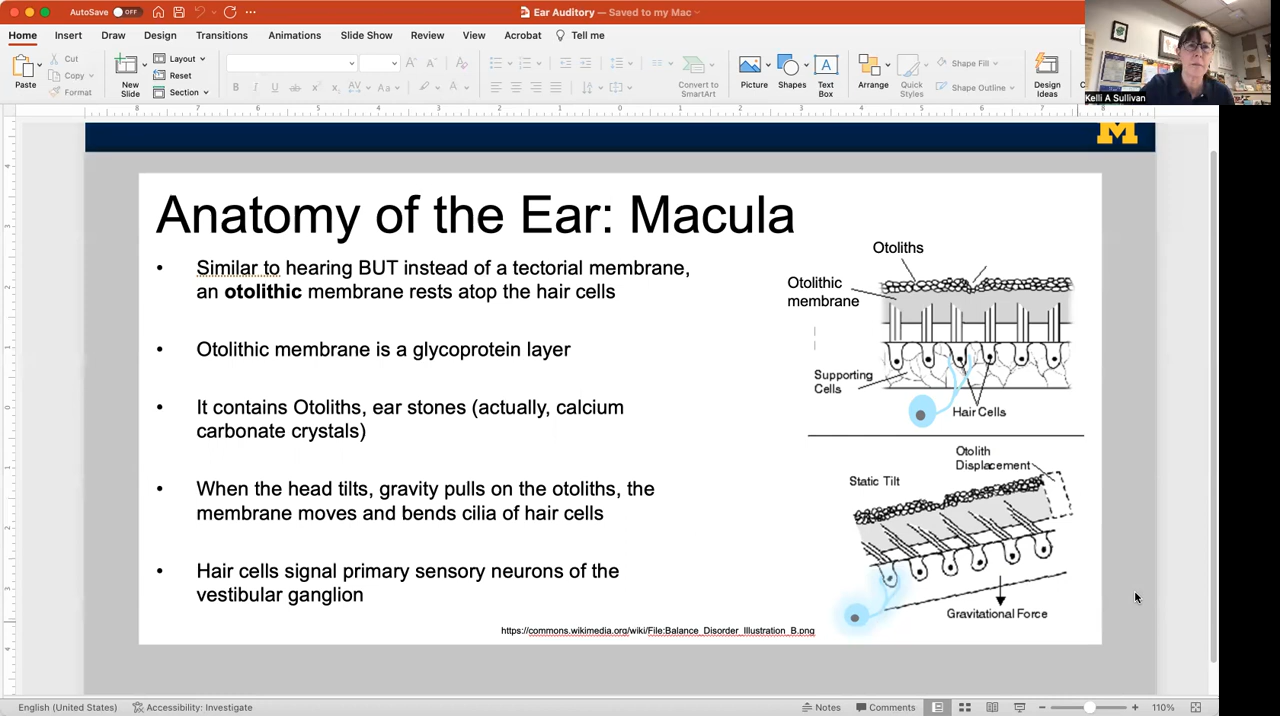 AutoSave OFF
Ear Auditory — Saved to my Mac
Home Insert Draw Design Transitions Animations Slide Show Review View Acrobat Tell me
Paste
Cut
Copy
Format
New Slide
Layout
Reset
Section
Convert to SmartArt
Picture
Shapes
Text Box
Arrange
Quick Styles
Shape Fill
Shape Outline
Design Ideas
Kelli A Sullivan
M
Anatomy of the Ear: Macula
• Similar to hearing BUT instead of a tectorial membrane,
an otolithic membrane rests atop the hair cells
• Otolithic membrane is a glycoprotein layer
• It contains Otoliths, ear stones (actually, calcium
carbonate crystals)
• When the head tilts, gravity pulls on the otoliths, the
membrane moves and bends cilia of hair cells
• Hair cells signal primary sensory neurons of the
vestibular ganglion
https://commons.wikimedia.org/wiki/File:Balance_Disorder_Illustration_B.png
Otoliths
Otolithic
membrane
Supporting
Cells
Hair Cells
Otolith
Displacement
Static Tilt
Gravitational Force
English (United States)
Accessibility: Investigate
Notes
Comments
110%